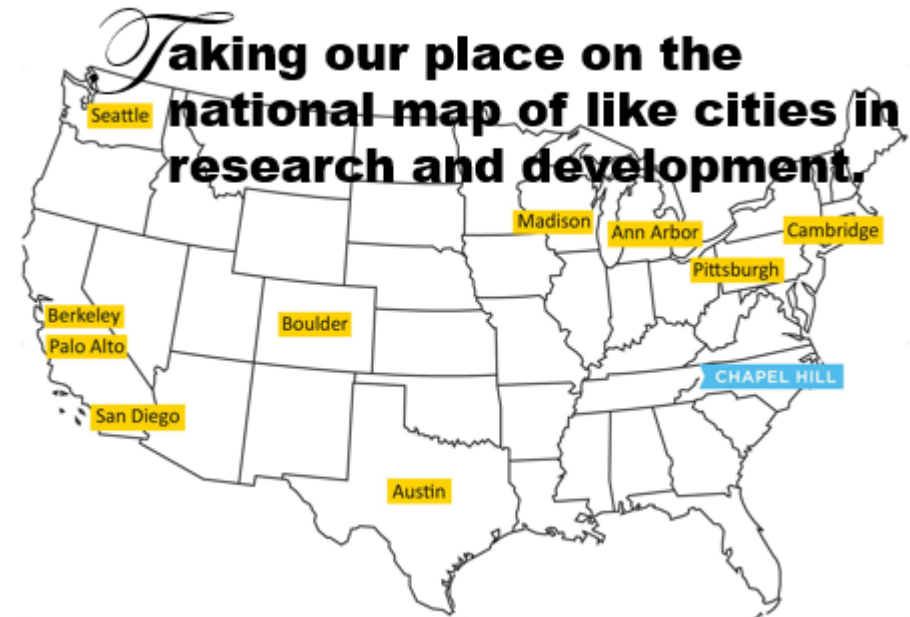 Taking our place on the
national map of like cities in
research and development.
Seattle
Madison
Ann Arbor
Cambridge
Pittsburgh
Berkeley
Boulder
Palo Alto
CHAPEL HILL
San Diego
Austin